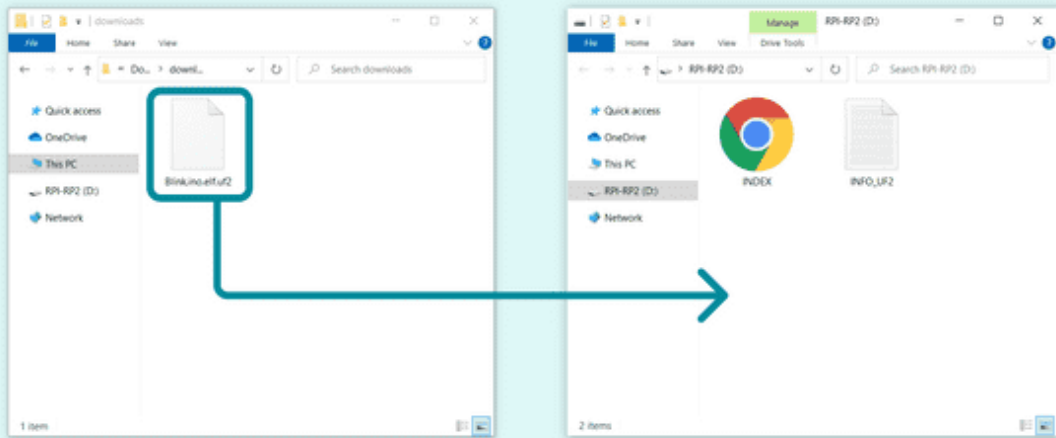 downloads
File Home Share View
Do... > downl...
Search downloads
Quick access
OneDrive
This PC
RPI-RP2 (D:)
Network
Blink.ino.elf.uf2
1 item
Manage RPI-RP2 (D:)
File Home Share View Drive Tools
> RPI-RP2 (D:)
Search RPI-RP2 (D:)
Quick access
OneDrive
This PC
RPI-RP2 (D:)
Network
INDEX
INFO_UF2
2 items